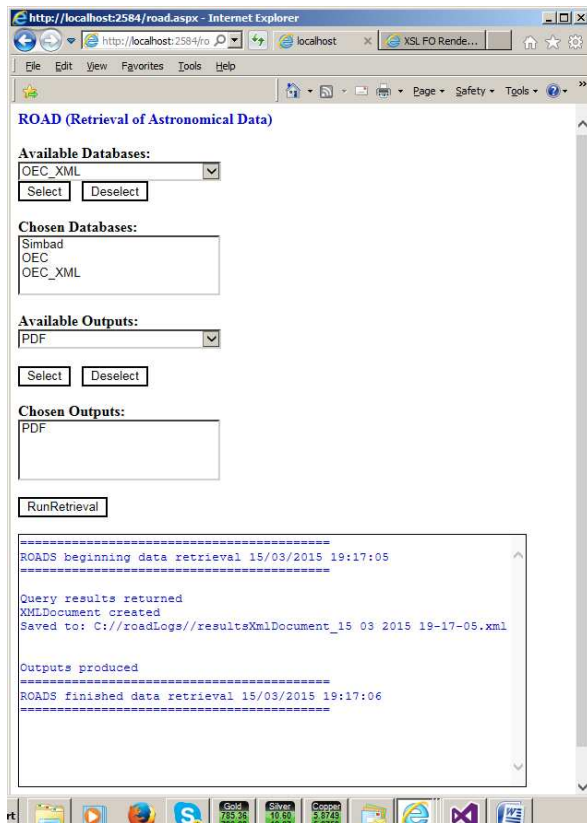 http://localhost:2584/road.aspx - Internet Explorer
http://localhost:2584/ro
localhost
XSL FO Rende...
File Edit View Favorites Tools Help
Page Safety Tools
ROAD (Retrieval of Astronomical Data)
Available Databases:
OEC_XML
Select Deselect
Chosen Databases:
Simbad
OEC
OEC_XML
Available Outputs:
PDF
Select Deselect
Chosen Outputs:
PDF
RunRetrieval
===========================================
ROADS beginning data retrieval 15/03/2015 19:17:05
===========================================
Query results returned
XMLDocument created
Saved to: C://roadLogs//resultsXmlDocument_15 03 2015 19-17-05.xml
Outputs produced
===========================================
ROADS finished data retrieval 15/03/2015 19:17:06
===========================================
rt
Gold Silver Copper
785.36 10.60 5.8749